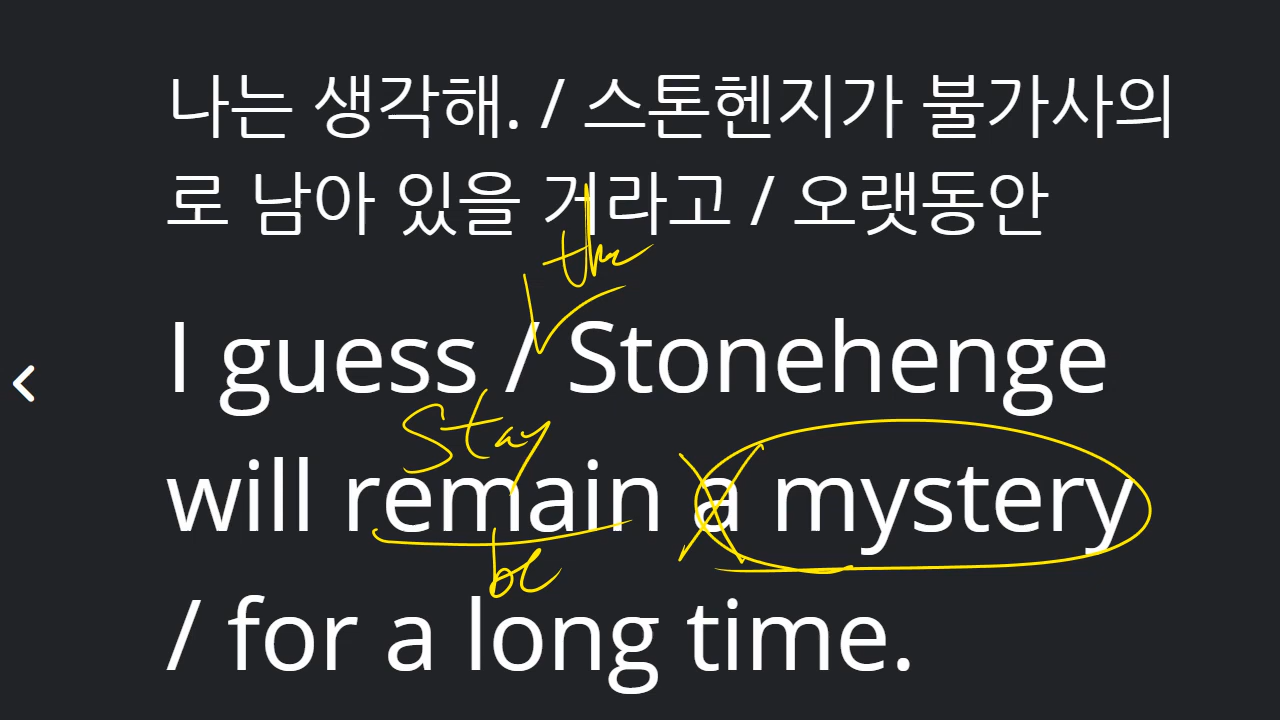 나는 생각해. / 스톤헨지가 불가사의
로 남아 있을 거라고 / 오랫동안
the
I guess / Stonehenge
stay
will remain a mystery
be
/ for a long time.